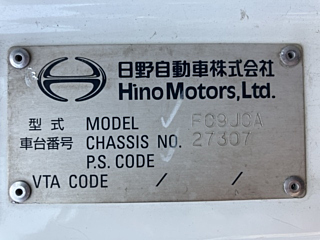 日野自動車株式会社
Hino Motors, Ltd.
型式 MODEL FC9JCA
車台番号 CHASSIS NO. 27307
P.S. CODE
VTA CODE / /